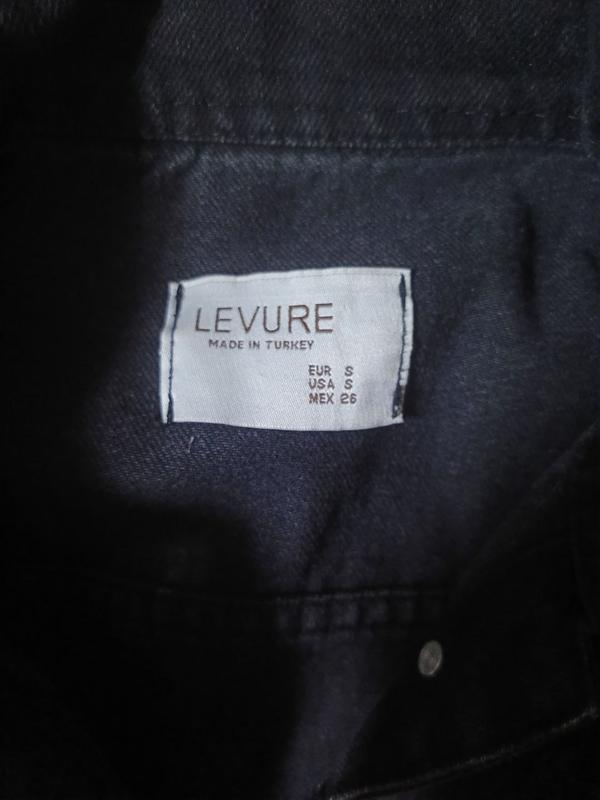 LEVURE
MADE IN TURKEY
EUR S
USA S
MEX 26